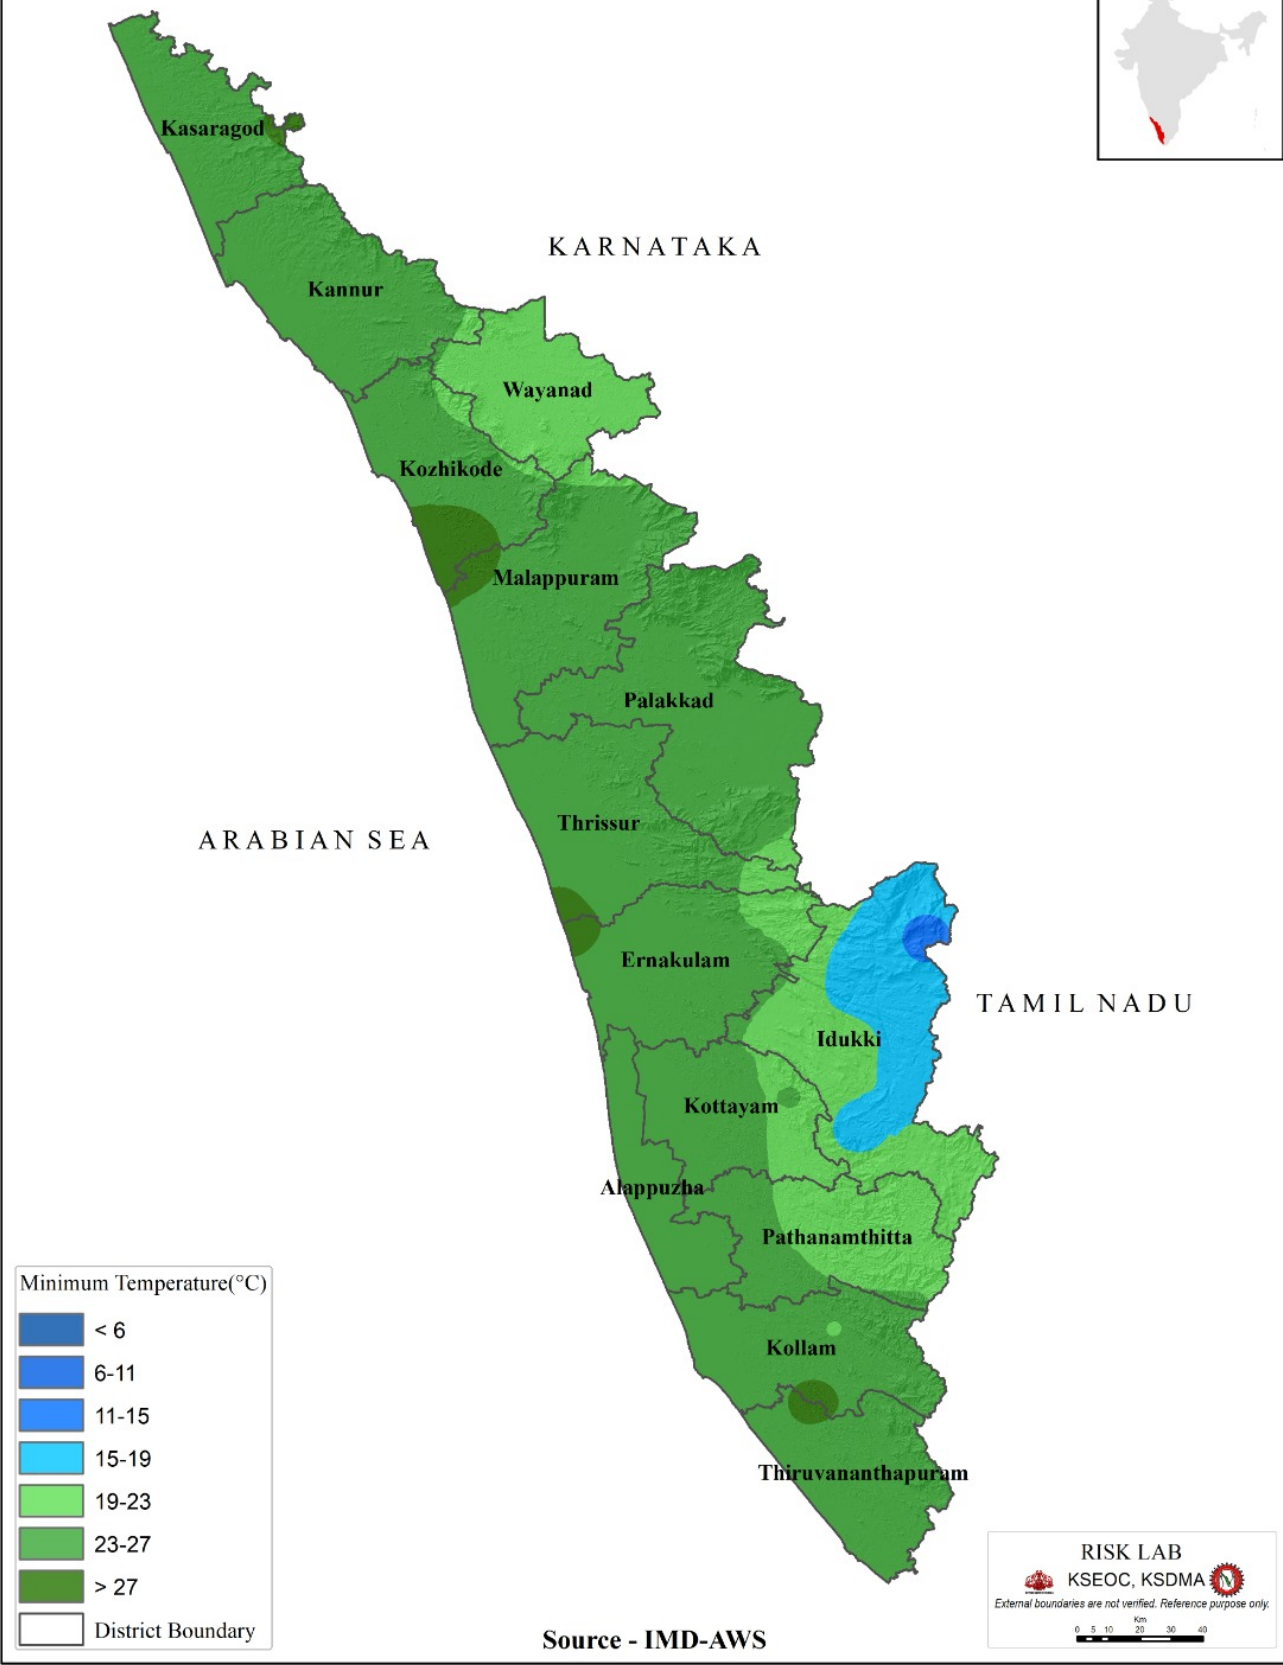 Kasaragod
KARNATAKA
Kannur
Wayanad
Kozhikode
Malappuram
Palakkad
Thrissur
ARABIAN SEA
Ernakulam
TAMIL NADU
Idukki
Kottayam
Alappuzha
Pathanamthitta
Kollam
Thiruvananthapuram
Minimum Temperature(°C)
< 6
6-11
11-15
15-19
19-23
23-27
> 27
District Boundary
Source - IMD-AWS
RISK LAB
KSEOC, KSDMA
External boundaries are not verified. Reference purpose only.
Km
0 5 10 20 30 40